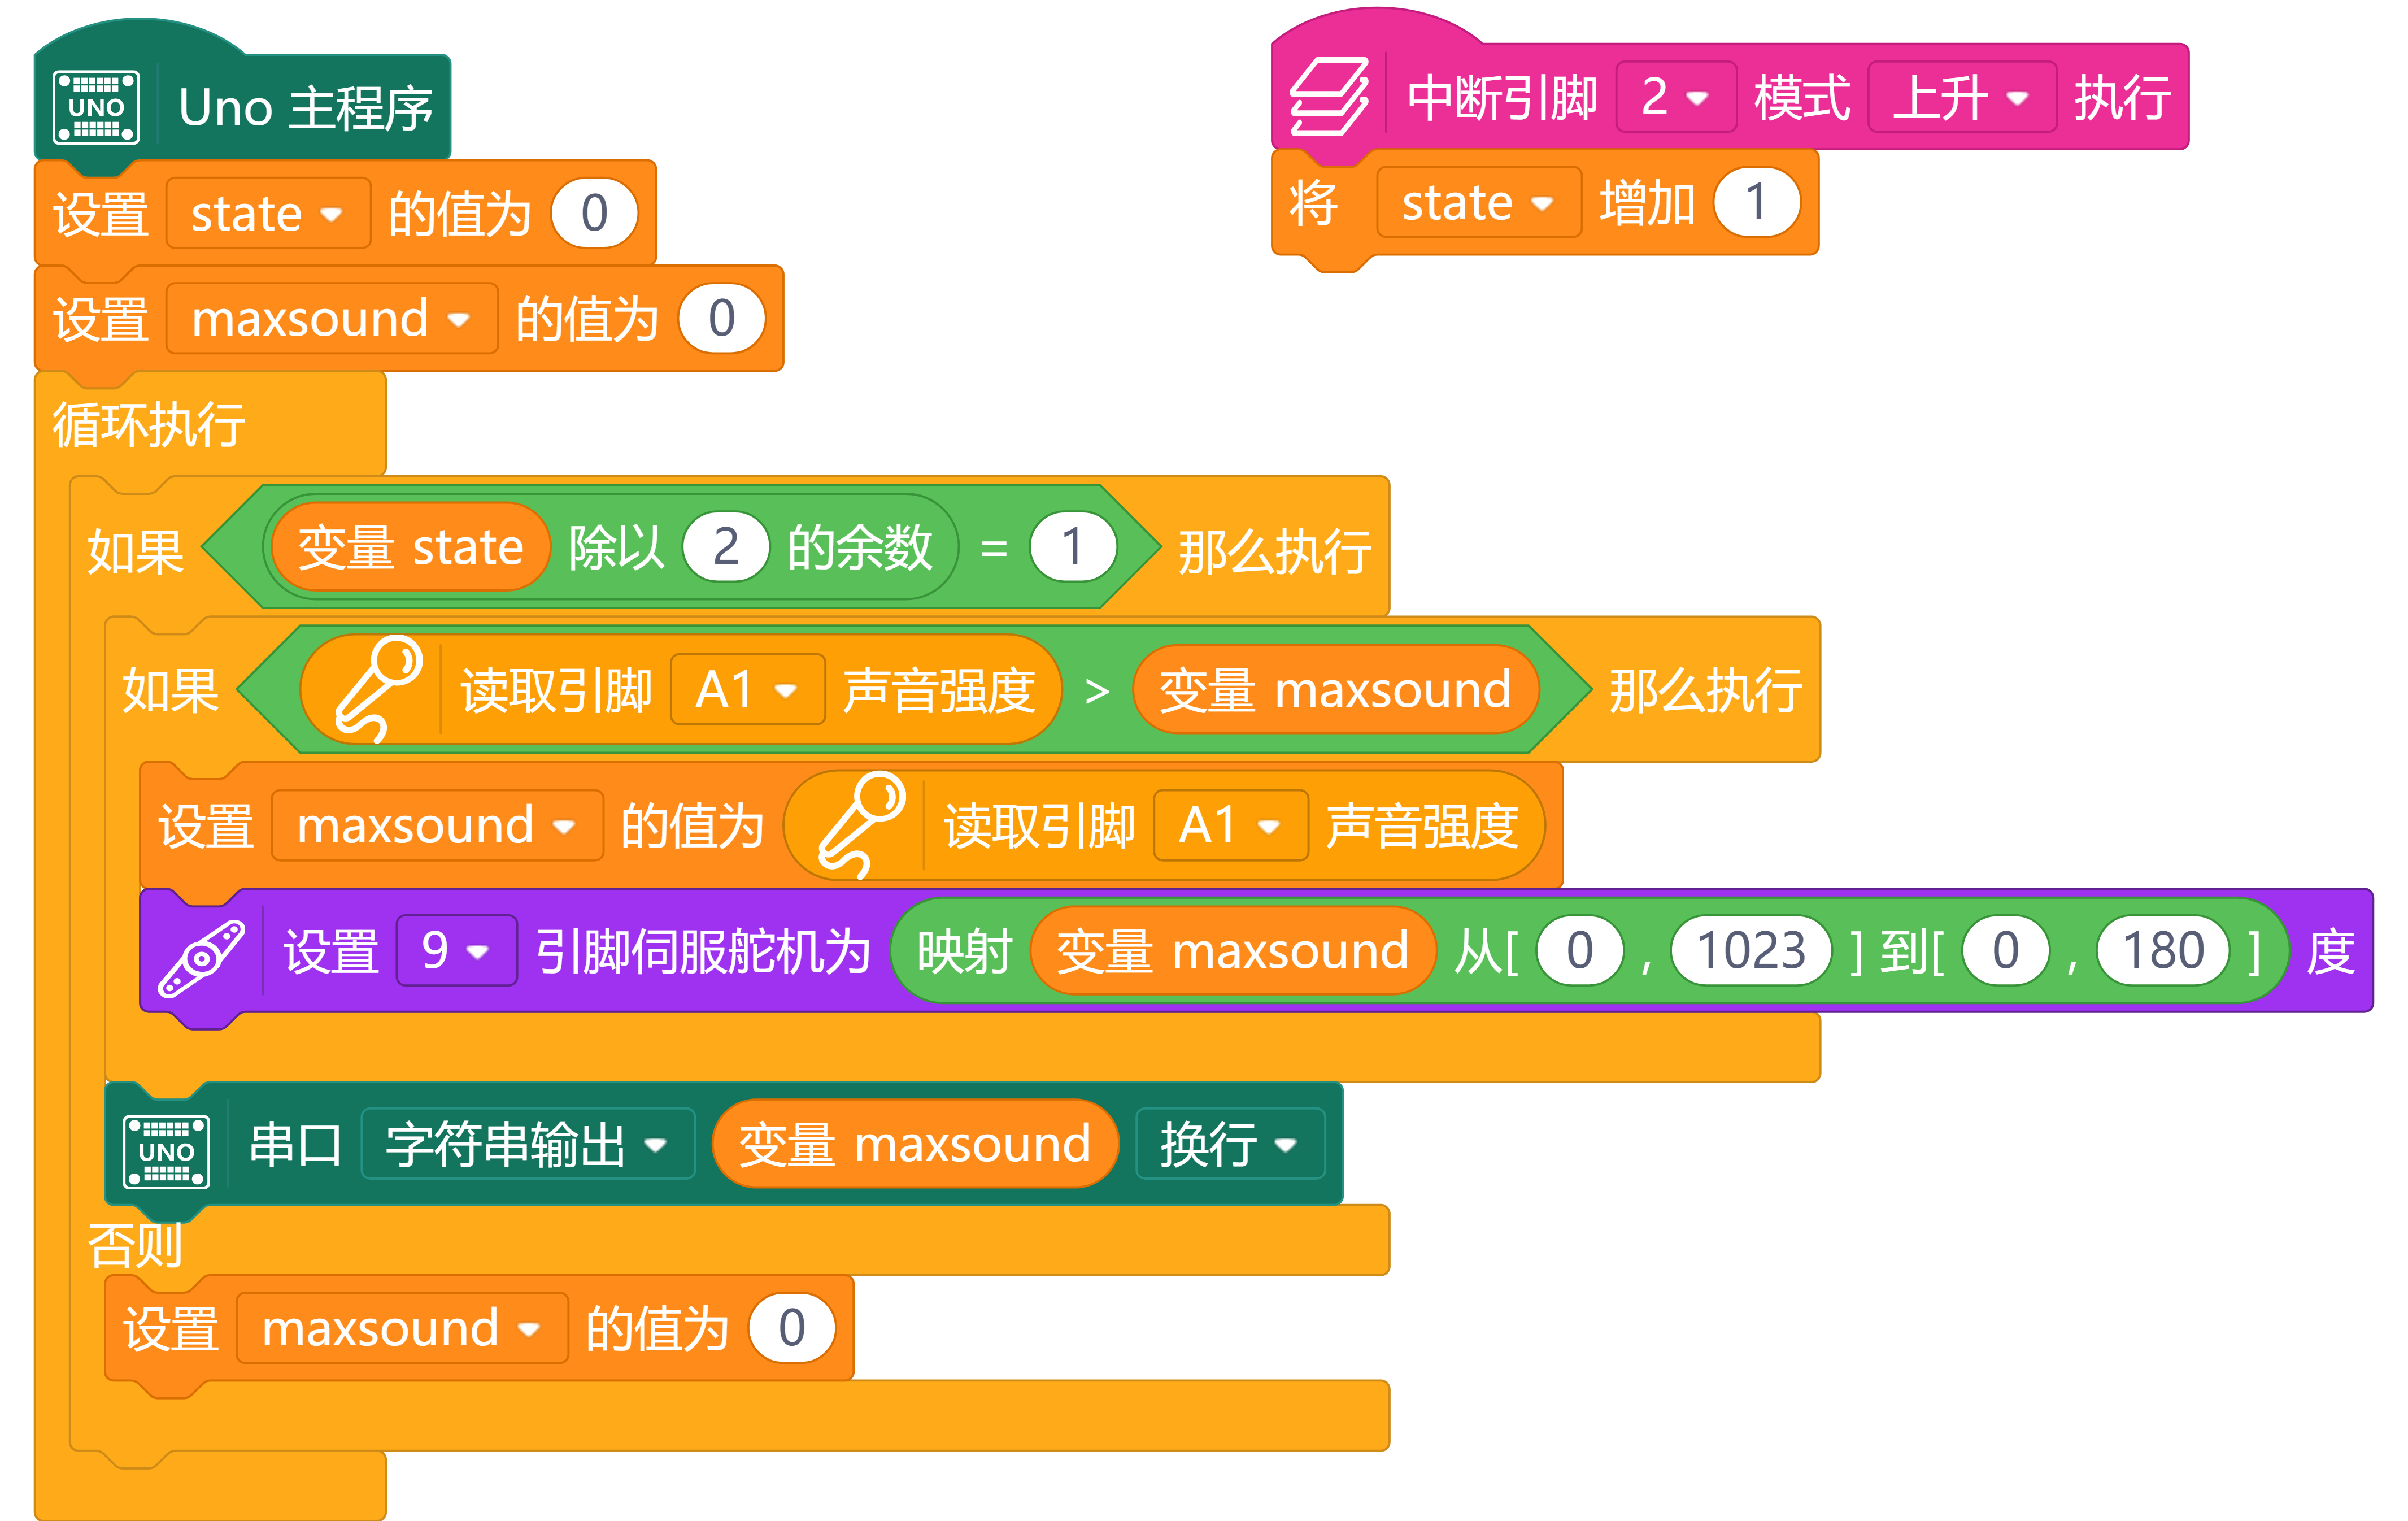 UNO Uno 主程序
设置 state 的值为 0
设置 maxsound 的值为 0
循环执行
如果 变量 state 除以 2 的余数 = 1 那么执行
如果 读取引脚 A1 声音强度 > 变量 maxsound 那么执行
设置 maxsound 的值为 读取引脚 A1 声音强度
设置 9 引脚伺服舵机为 映射 变量 maxsound 从[ 0 , 1023 ] 到[ 0 , 180 ] 度
UNO 串口 字符串输出 变量 maxsound 换行
否则
设置 maxsound 的值为 0
中断引脚 2 模式 上升 执行
将 state 增加 1